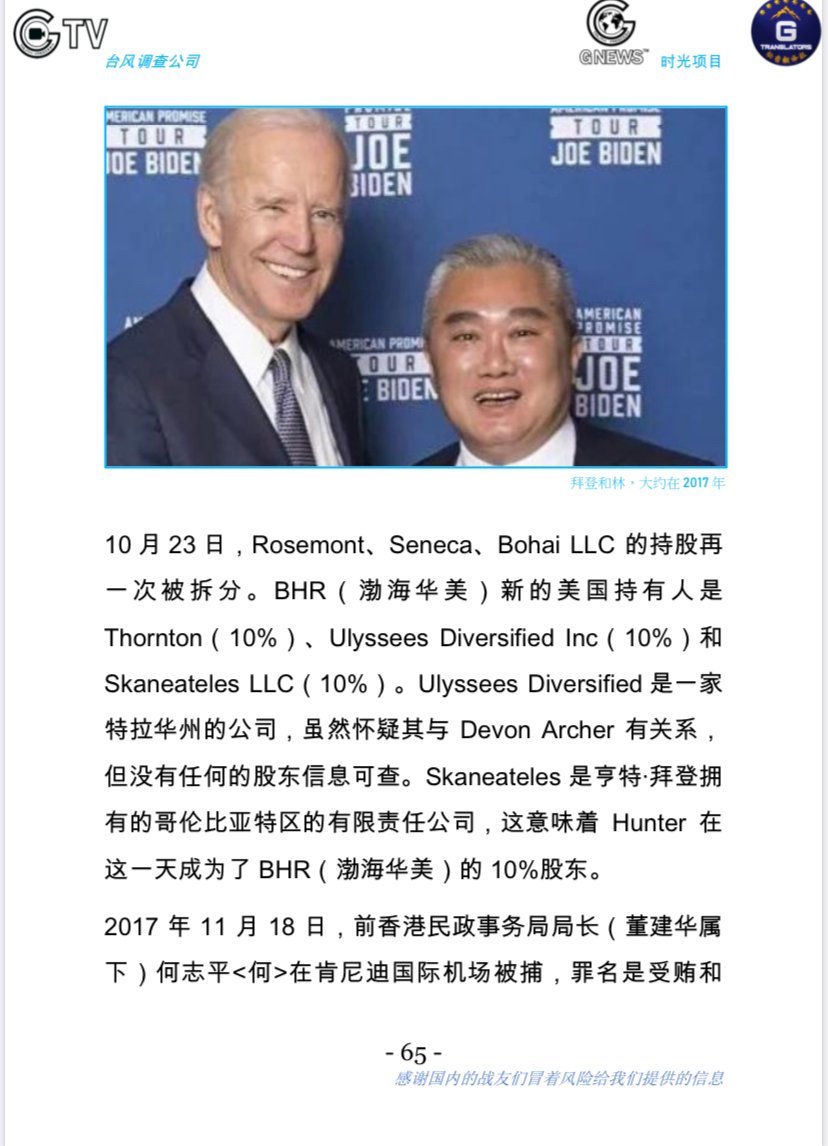 GTV
GNEWS™
G
TRANSLATORS
台风调查公司
时光项目
MERICAN PROMISE
TOUR
JOE BIDEN
TOUR
JOE
BIDEN
TOUR
JOE BIDEN
AMERICAN
PROMISE
TOUR
JOE
BIDEN
AMERICAN PROMI
TOUR
E BIDEN
拜登和林，大约在 2017 年
10 月 23 日，Rosemont、Seneca、Bohai LLC 的持股再
一次被拆分。BHR（渤海华美）新的美国持有人是
Thornton（10%）、Ulyssees Diversified Inc（10%）和
Skaneateles LLC（10%）。Ulyssees Diversified 是一家
特拉华州的公司，虽然怀疑其与 Devon Archer 有关系，
但没有任何的股东信息可查。Skaneateles 是亨特·拜登拥
有的哥伦比亚特区的有限责任公司，这意味着 Hunter 在
这一天成为了 BHR（渤海华美）的 10%股东。
2017 年 11 月 18 日，前香港民政事务局局长（董建华属
下）何志平<何>在肯尼迪国际机场被捕，罪名是受贿和
- 65 -
感谢国内的战友们冒着风险给我们提供的信息